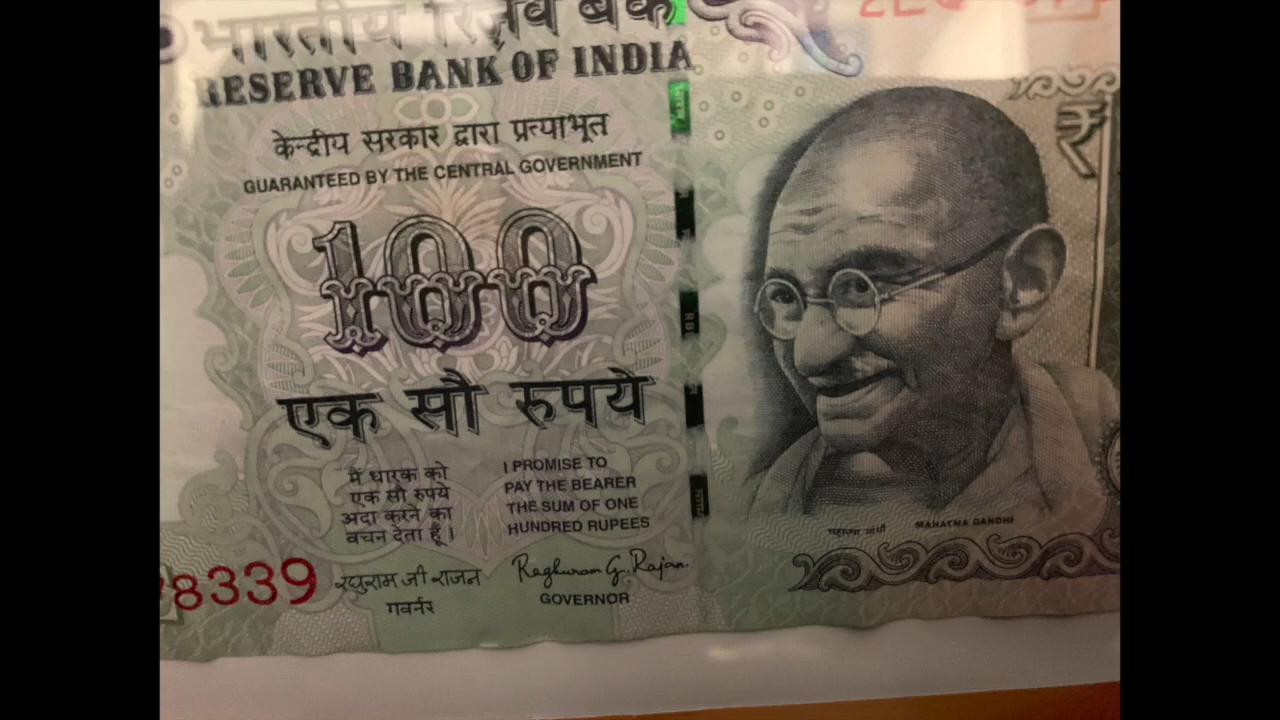 भारतीय रिज़र्व बैंक
RESERVE BANK OF INDIA
केन्द्रीय सरकार द्वारा प्रत्याभूत
GUARANTEED BY THE CENTRAL GOVERNMENT
₹
100
एक सौ रुपये
मैं धारक को
एक सौ रुपये
अदा करने का
वचन देता हूँ।
I PROMISE TO
PAY THE BEARER
THE SUM OF ONE
HUNDRED RUPEES
8339
रघुराम जी राजन
गवर्नर
Raghuram G. Rajan
GOVERNOR
RBI
महात्मा गांधी
MAHATMA GANDHI